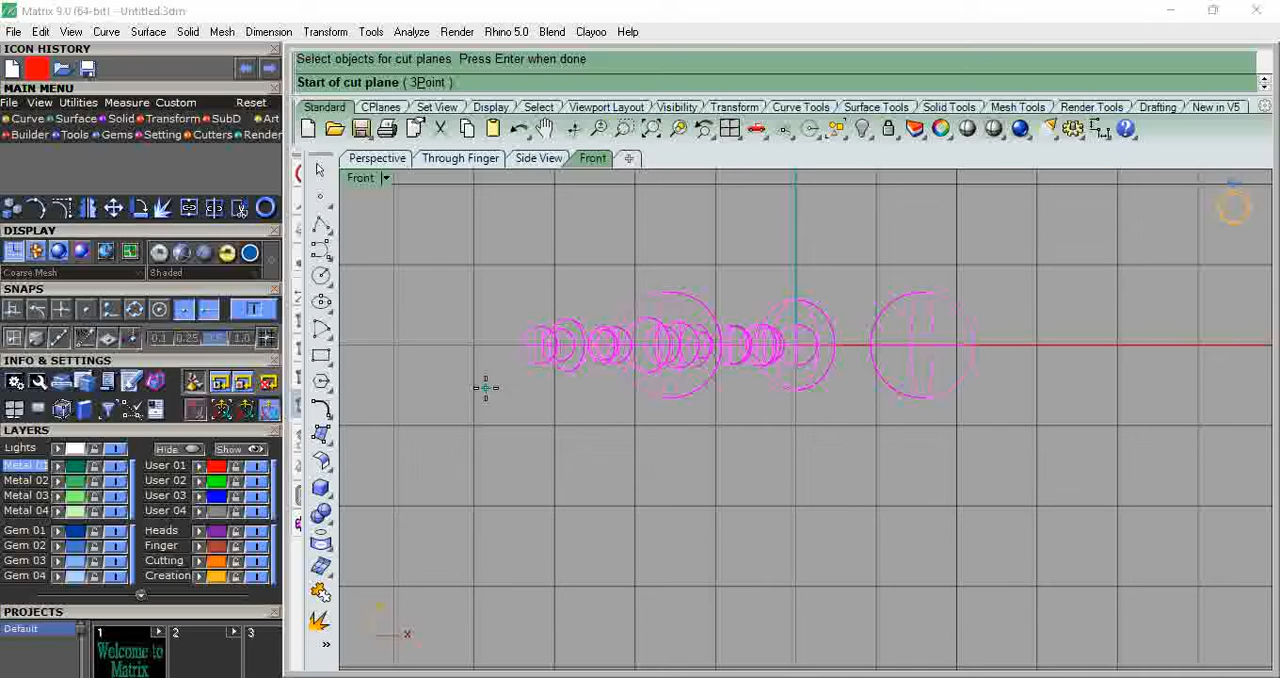 Matrix 9.0 (64-bit) - Untitled.3dm
File Edit View Curve Surface Solid Mesh Dimension Transform Tools Analyze Render Rhino 5.0 Blend Clayoo Help
ICON HISTORY
Select objects for cut planes Press Enter when done
Start of cut plane ( 3Point )
MAIN MENU
File View Utilities Measure Custom Reset
Curve Surface Solid Transform SubD Art
Builder Tools Gems Setting Cutters Render
Standard CPlanes Set View Display Select Viewport Layout Visibility Transform Curve Tools Surface Tools Solid Tools Mesh Tools Render Tools Drafting New in V5
Perspective Through Finger Side View Front
Front
DISPLAY
Coarse Mesh Shaded
SNAPS
0.1 0.25 1.0
INFO & SETTINGS
LAYERS
Lights Hide Show
Metal 01 User 01
Metal 02 User 02
Metal 03 User 03
Metal 04 User 04
Gem 01 Heads
Gem 02 Finger
Gem 03 Cutting
Gem 04 Creation
x
PROJECTS
Default 1 2 3
Welcome to
Matrix